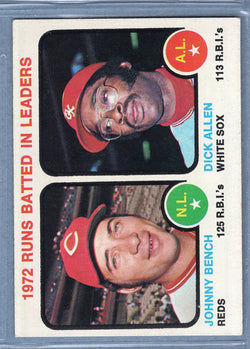 1972 RUNS BATTED IN LEADERS
N.L.
JOHNNY BENCH
REDS 125 R.B.I.'s
A.L.
DICK ALLEN
WHITE SOX 113 R.B.I.'s